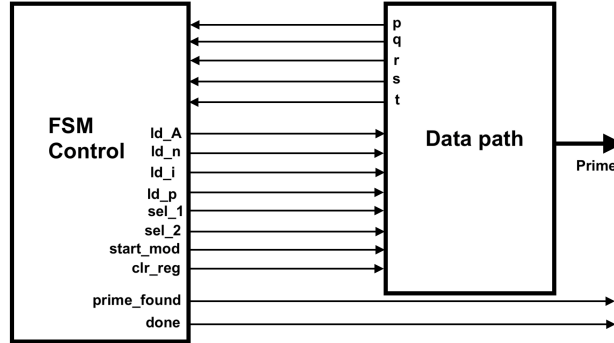 p
q
r
s
t
FSM
Control
Data path
Prime
ld_A
ld_n
ld_i
ld_p
sel_1
sel_2
start_mod
clr_reg
prime_found
done